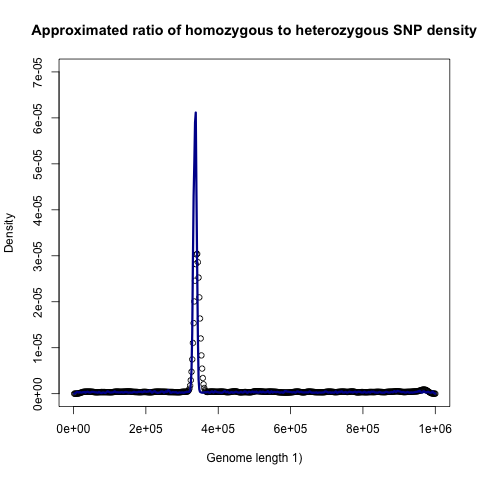 Approximated ratio of homozygous to heterozygous SNP density
7e-05
6e-05
5e-05
4e-05
3e-05
2e-05
1e-05
0e+00
Density
0e+00 2e+05 4e+05 6e+05 8e+05 1e+06
Genome length 1)